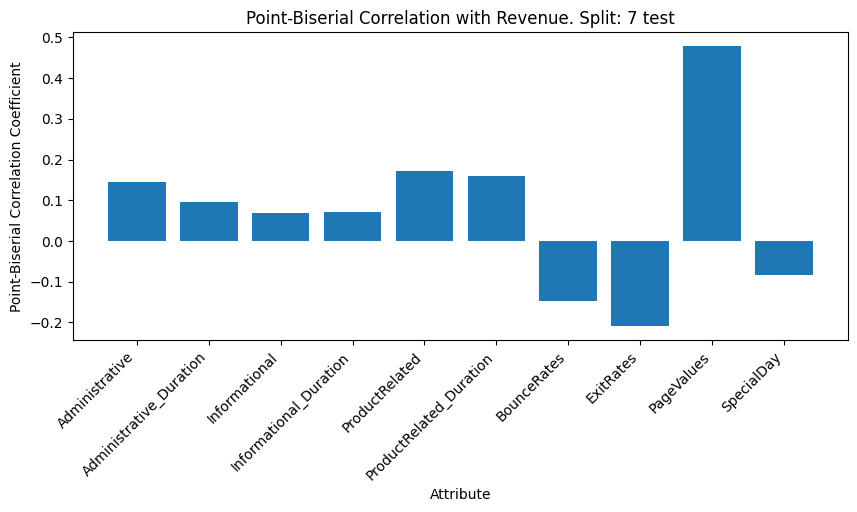 Point-Biserial Correlation with Revenue. Split: 7 test
Point-Biserial Correlation Coefficient
0.5
0.4
0.3
0.2
0.1
0.0
−0.1
−0.2
Administrative
Administrative_Duration
Informational
Informational_Duration
ProductRelated
ProductRelated_Duration
BounceRates
ExitRates
PageValues
SpecialDay
Attribute